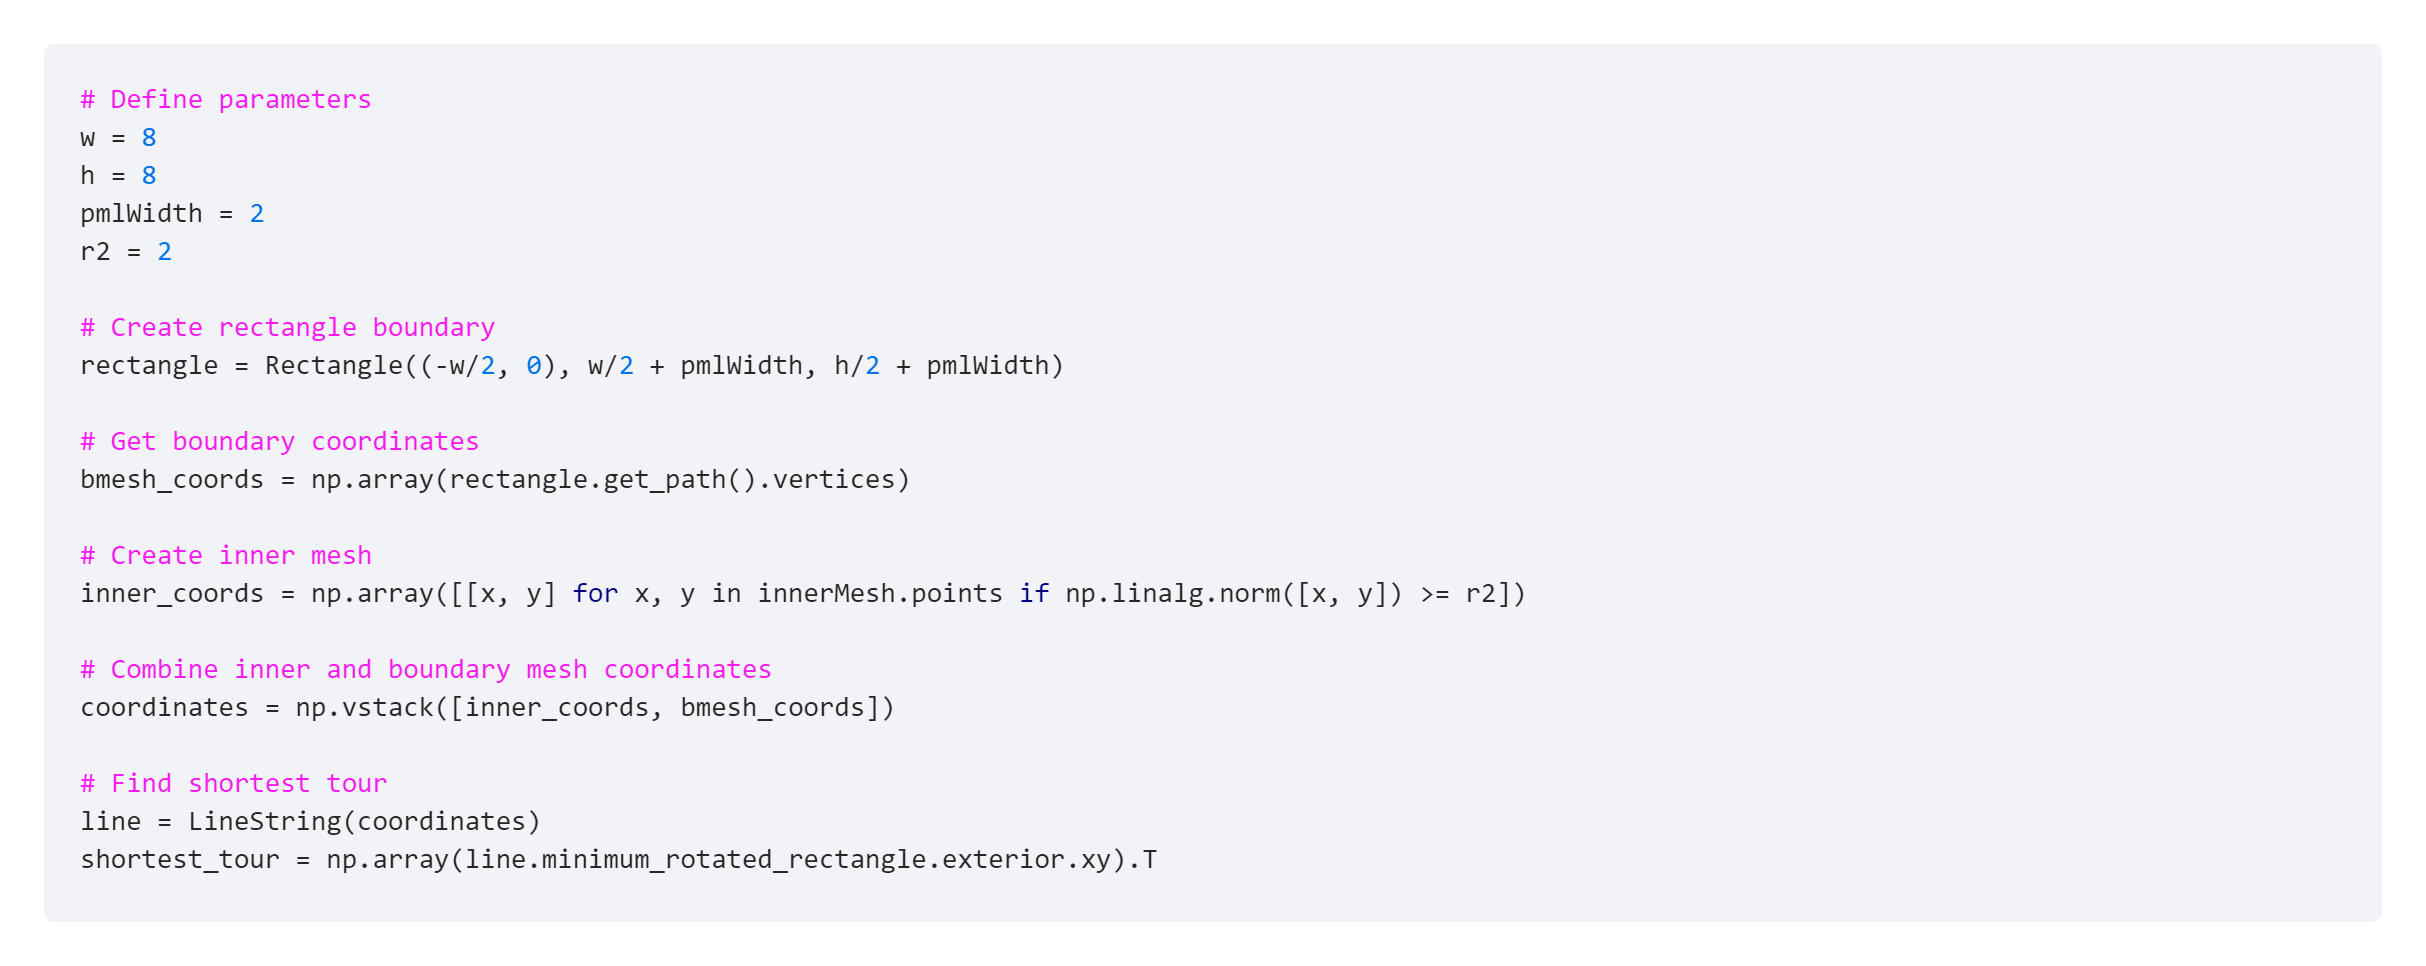 # Define parameters
w = 8
h = 8
pmlWidth = 2
r2 = 2
# Create rectangle boundary
rectangle = Rectangle((-w/2, 0), w/2 + pmlWidth, h/2 + pmlWidth)
# Get boundary coordinates
bmesh_coords = np.array(rectangle.get_path().vertices)
# Create inner mesh
inner_coords = np.array([[x, y] for x, y in innerMesh.points if np.linalg.norm([x, y]) >= r2])
# Combine inner and boundary mesh coordinates
coordinates = np.vstack([inner_coords, bmesh_coords])
# Find shortest tour
line = LineString(coordinates)
shortest_tour = np.array(line.minimum_rotated_rectangle.exterior.xy).T